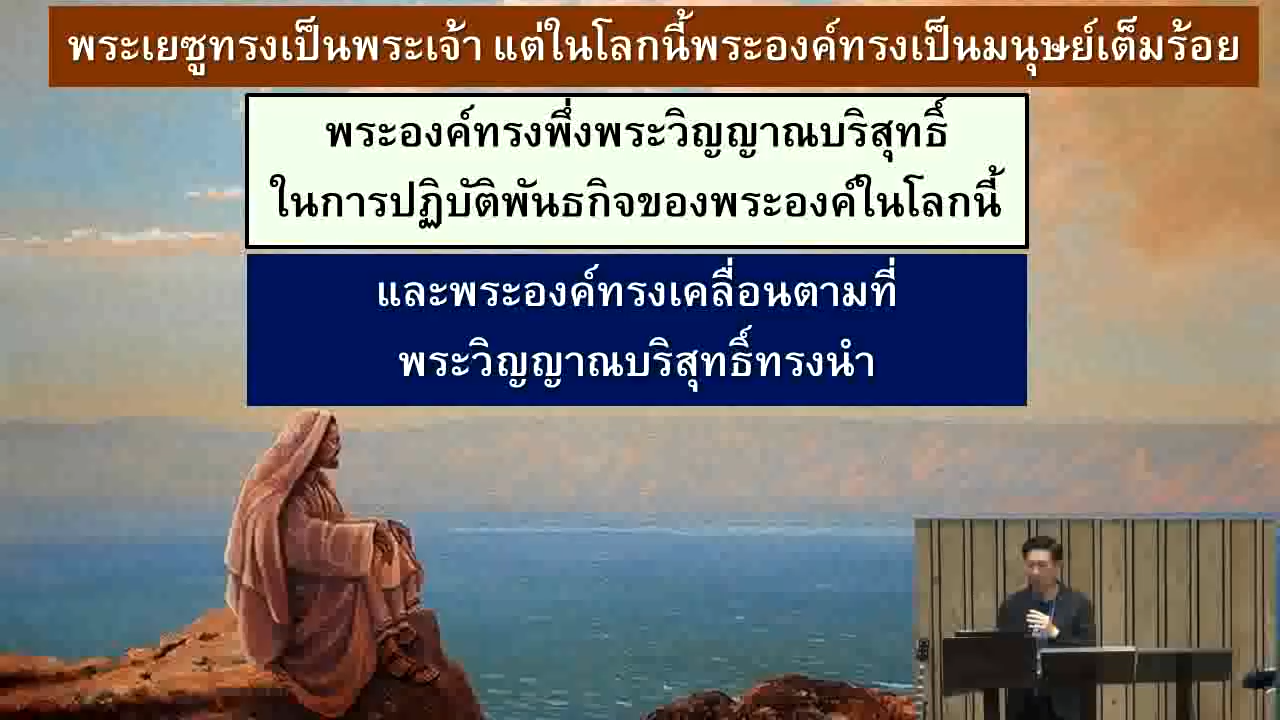 พระเยซูทรงเป็นพระเจ้า แต่ในโลกนี้พระองค์ทรงเป็นมนุษย์เต็มร้อย
พระองค์ทรงพึ่งพระวิญญาณบริสุทธิ์
ในการปฏิบัติพันธกิจของพระองค์ในโลกนี้
และพระองค์ทรงเคลื่อนตามที่
พระวิญญาณบริสุทธิ์ทรงนำ